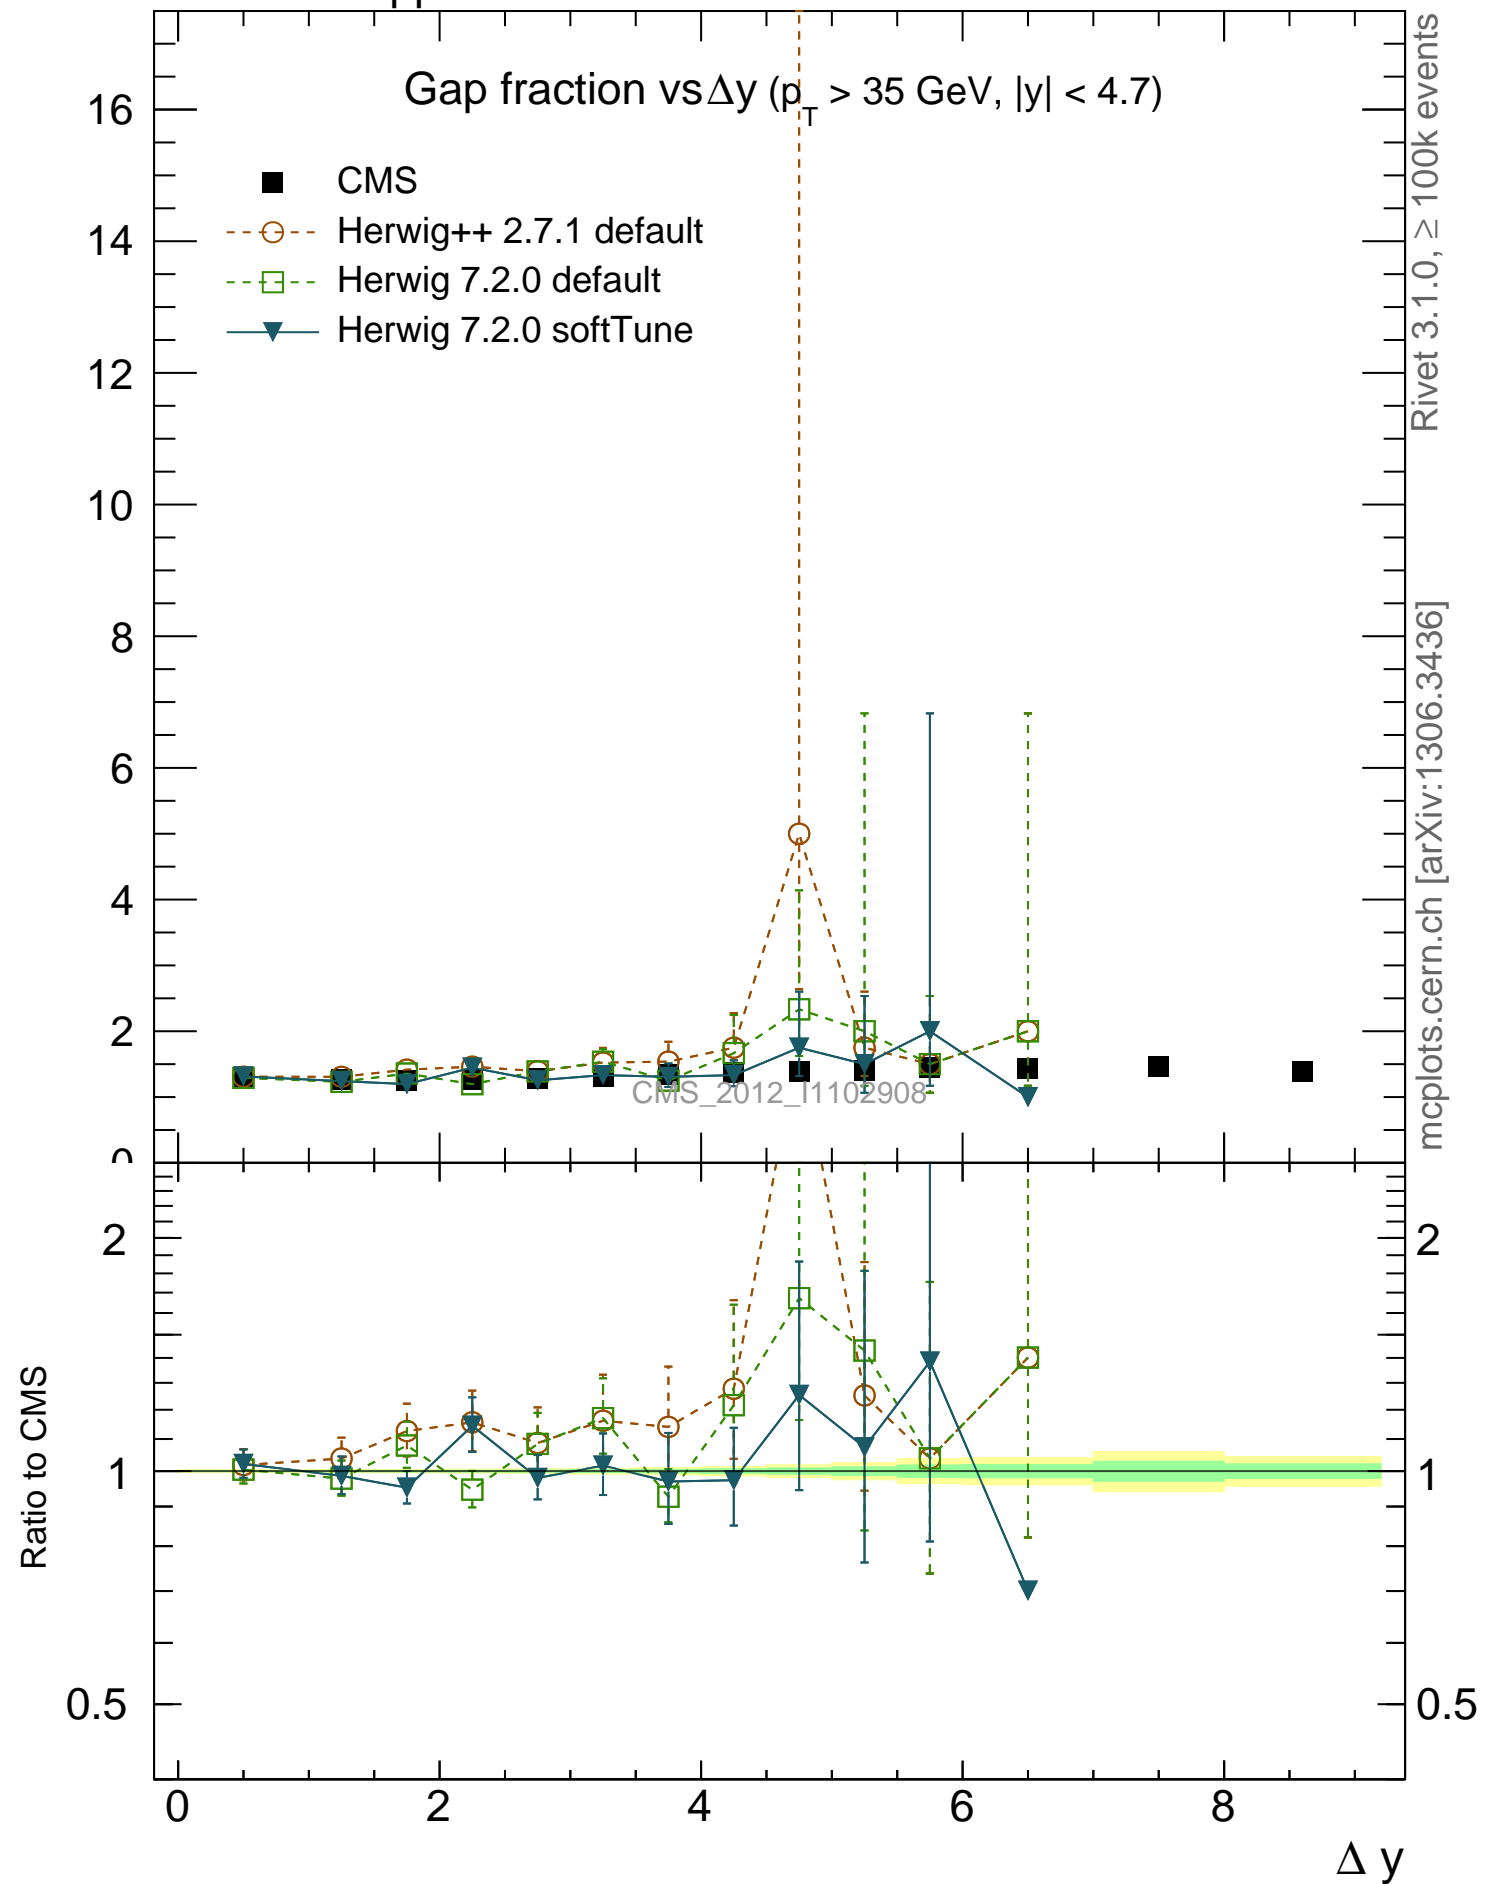 pp
Gap fraction vs Δy (p_T > 35 GeV, |y| < 4.7)
CMS
Herwig++ 2.7.1 default
Herwig 7.2.0 default
Herwig 7.2.0 softTune
16
14
12
10
8
6
4
2
0
CMS_2012_I1102908
Rivet 3.1.0, ≥ 100k events
mcplots.cern.ch [arXiv:1306.3436]
Ratio to CMS
2
1
0.5
2
1
0.5
0 2 4 6 8
Δ y